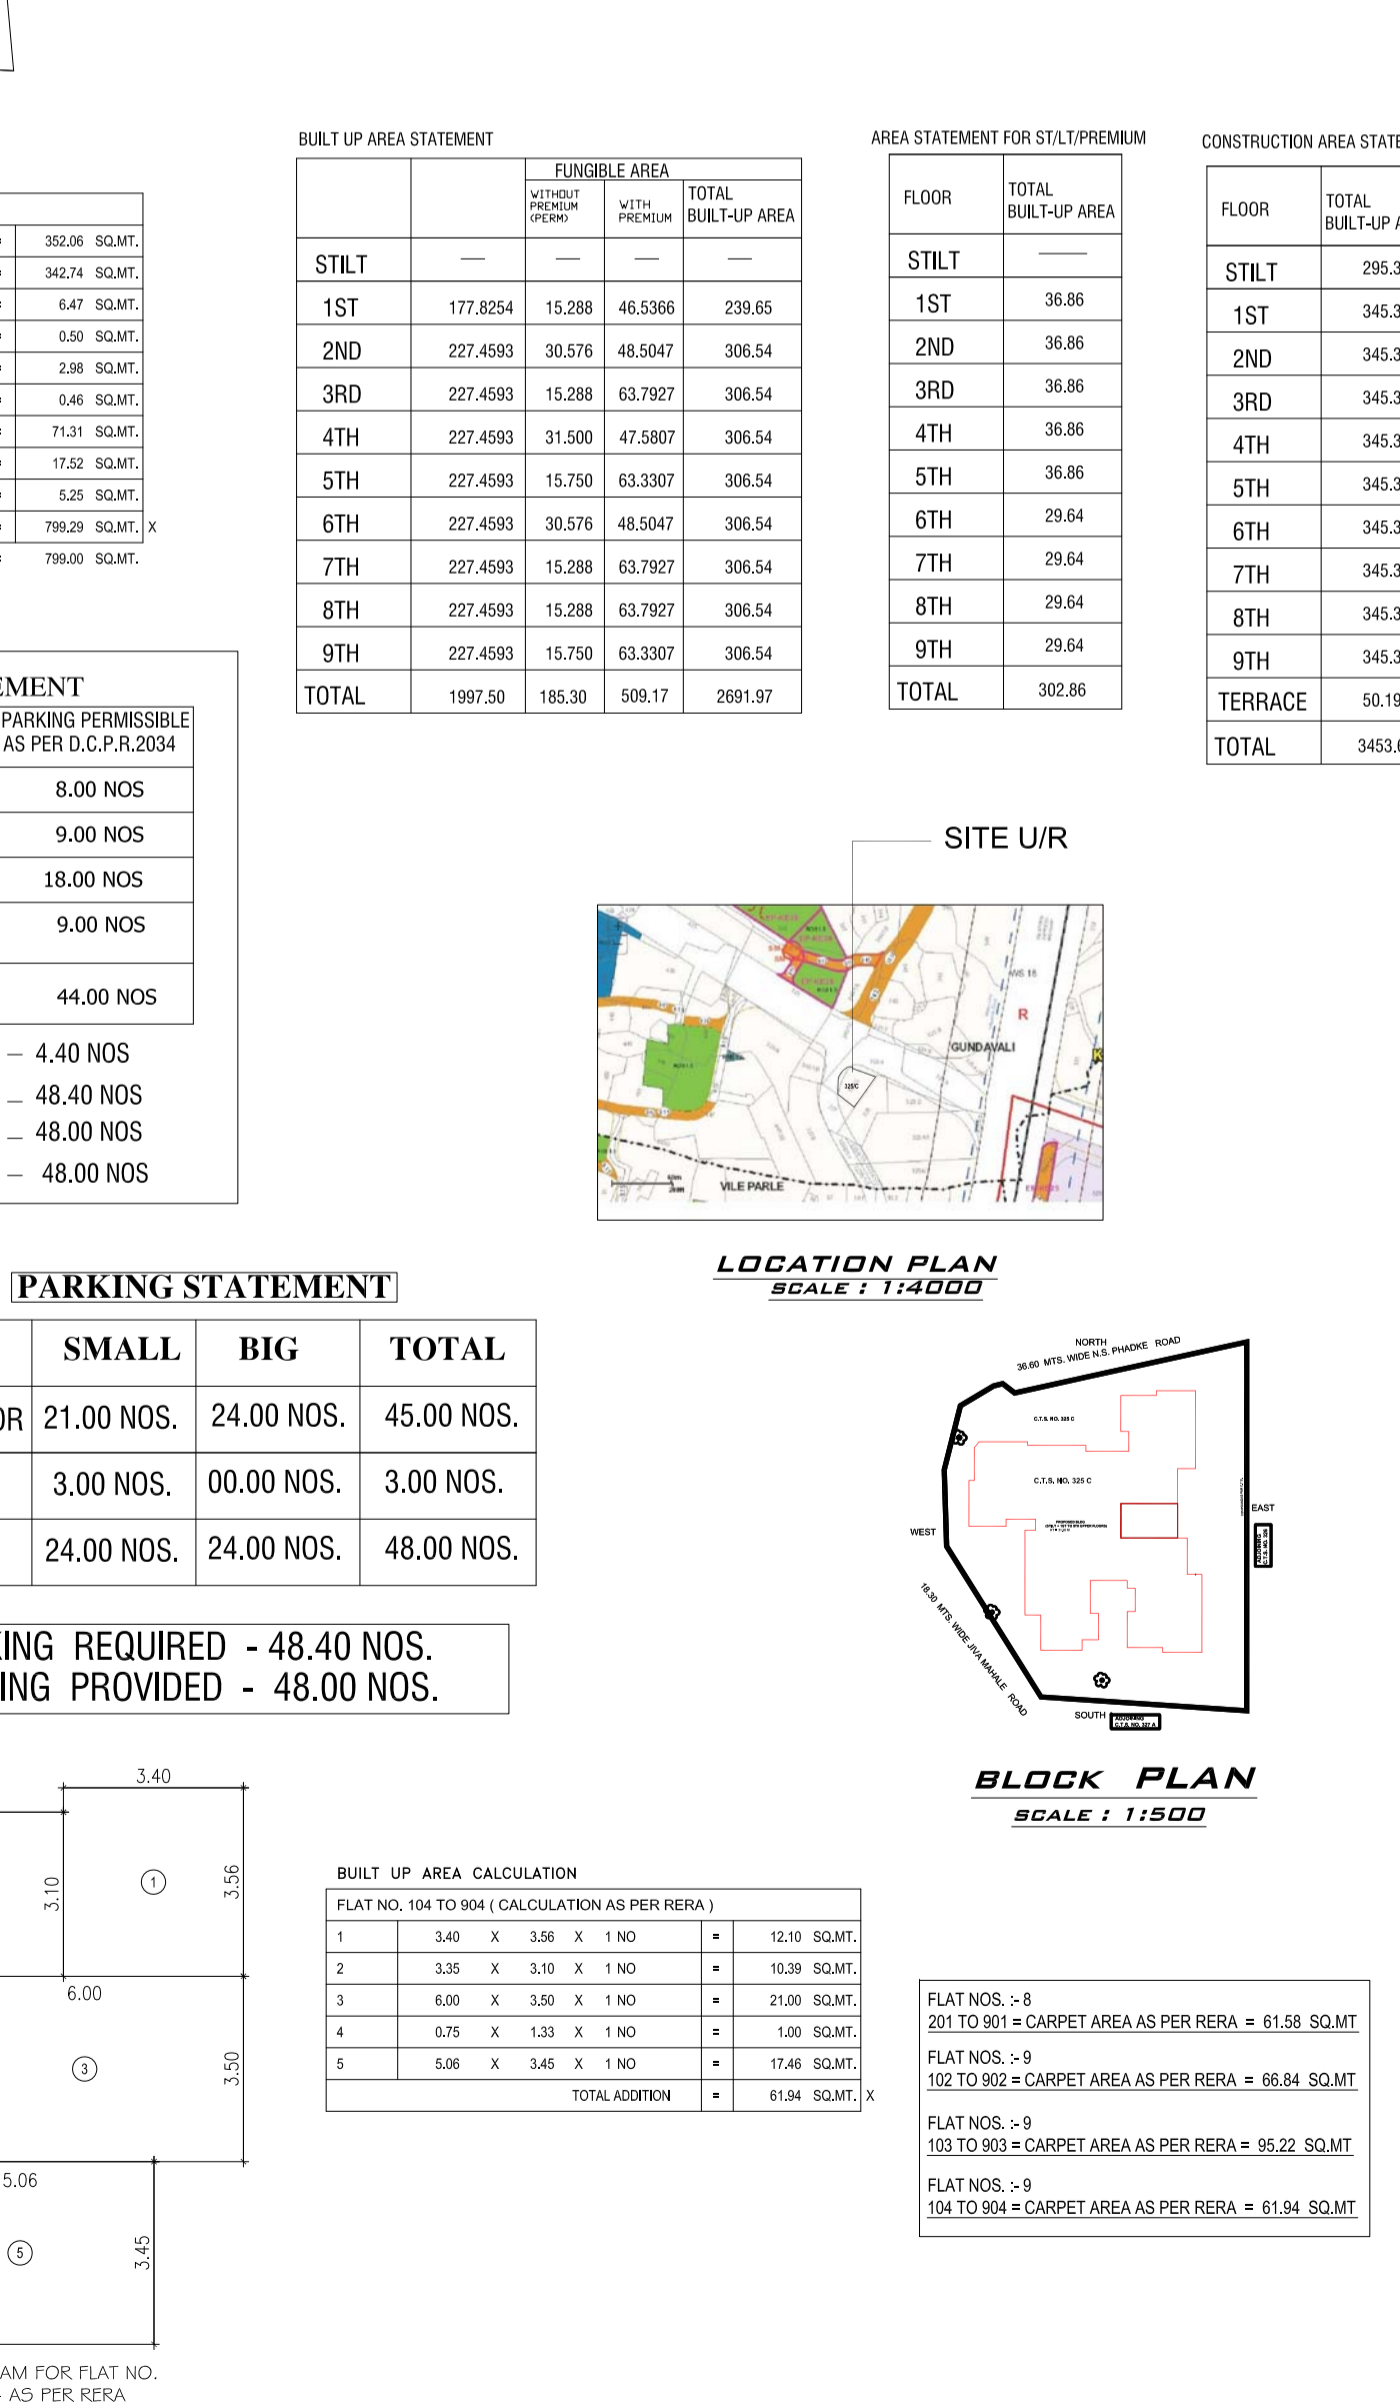 BUILT UP AREA STATEMENT
FUNGIBLE AREA
WITHOUT PREMIUM (PERM) WITH PREMIUM TOTAL BUILT-UP AREA
STILT — — — —
1ST 177.8254 15.288 46.5366 239.65
2ND 227.4593 30.576 48.5047 306.54
3RD 227.4593 15.288 63.7927 306.54
4TH 227.4593 31.500 47.5807 306.54
5TH 227.4593 15.750 63.3307 306.54
6TH 227.4593 30.576 48.5047 306.54
7TH 227.4593 15.288 63.7927 306.54
8TH 227.4593 15.288 63.7927 306.54
9TH 227.4593 15.750 63.3307 306.54
TOTAL 1997.50 185.30 509.17 2691.97
AREA STATEMENT FOR ST/LT/PREMIUM
FLOOR TOTAL BUILT-UP AREA
STILT —
1ST 36.86
2ND 36.86
3RD 36.86
4TH 36.86
5TH 36.86
6TH 29.64
7TH 29.64
8TH 29.64
9TH 29.64
TOTAL 302.86
CONSTRUCTION AREA STATE
FLOOR TOTAL BUILT-UP A
STILT 295.3
1ST 345.3
2ND 345.3
3RD 345.3
4TH 345.3
5TH 345.3
6TH 345.3
7TH 345.3
8TH 345.3
9TH 345.3
TERRACE 50.19
TOTAL 3453.6
= 352.06 SQ.MT.
= 342.74 SQ.MT.
= 6.47 SQ.MT.
= 0.50 SQ.MT.
= 2.98 SQ.MT.
= 0.46 SQ.MT.
= 71.31 SQ.MT.
= 17.52 SQ.MT.
= 5.25 SQ.MT.
= 799.29 SQ.MT. X
= 799.00 SQ.MT.
EMENT
PARKING PERMISSIBLE
AS PER D.C.P.R.2034
8.00 NOS
9.00 NOS
18.00 NOS
9.00 NOS
44.00 NOS
— 4.40 NOS
— 48.40 NOS
— 48.00 NOS
— 48.00 NOS
SITE U/R
R
GUNDAVALI
WS 18
325/C
VILE PARLE
K
LOCATION PLAN
SCALE : 1:4000
PARKING STATEMENT
SMALL BIG TOTAL
OR 21.00 NOS. 24.00 NOS. 45.00 NOS.
3.00 NOS. 00.00 NOS. 3.00 NOS.
24.00 NOS. 24.00 NOS. 48.00 NOS.
KING REQUIRED - 48.40 NOS.
ING PROVIDED - 48.00 NOS.
NORTH
36.60 MTS. WIDE N.S. PHADKE ROAD
C.T.S. NO. 325 C
C.T.S. NO. 325 C
PROPOSED BLDG
WEST
EAST
ADJOINING
C.T.S. NO. 326
18.30 MTS. WIDE JIVA MAHALE ROAD
SOUTH
ADJOINING
C.T.S. NO. 327 A
BLOCK PLAN
SCALE : 1:500
3.40
3.10
1
3.56
6.00
3
3.50
5.06
5
3.45
AM FOR FLAT NO.
AS PER RERA
BUILT UP AREA CALCULATION
FLAT NO. 104 TO 904 ( CALCULATION AS PER RERA )
1 3.40 X 3.56 X 1 NO = 12.10 SQ.MT.
2 3.35 X 3.10 X 1 NO = 10.39 SQ.MT.
3 6.00 X 3.50 X 1 NO = 21.00 SQ.MT.
4 0.75 X 1.33 X 1 NO = 1.00 SQ.MT.
5 5.06 X 3.45 X 1 NO = 17.46 SQ.MT.
TOTAL ADDITION = 61.94 SQ.MT. X
FLAT NOS. :- 8
201 TO 901 = CARPET AREA AS PER RERA = 61.58 SQ.MT
FLAT NOS. :- 9
102 TO 902 = CARPET AREA AS PER RERA = 66.84 SQ.MT
FLAT NOS. :- 9
103 TO 903 = CARPET AREA AS PER RERA = 95.22 SQ.MT
FLAT NOS. :- 9
104 TO 904 = CARPET AREA AS PER RERA = 61.94 SQ.MT